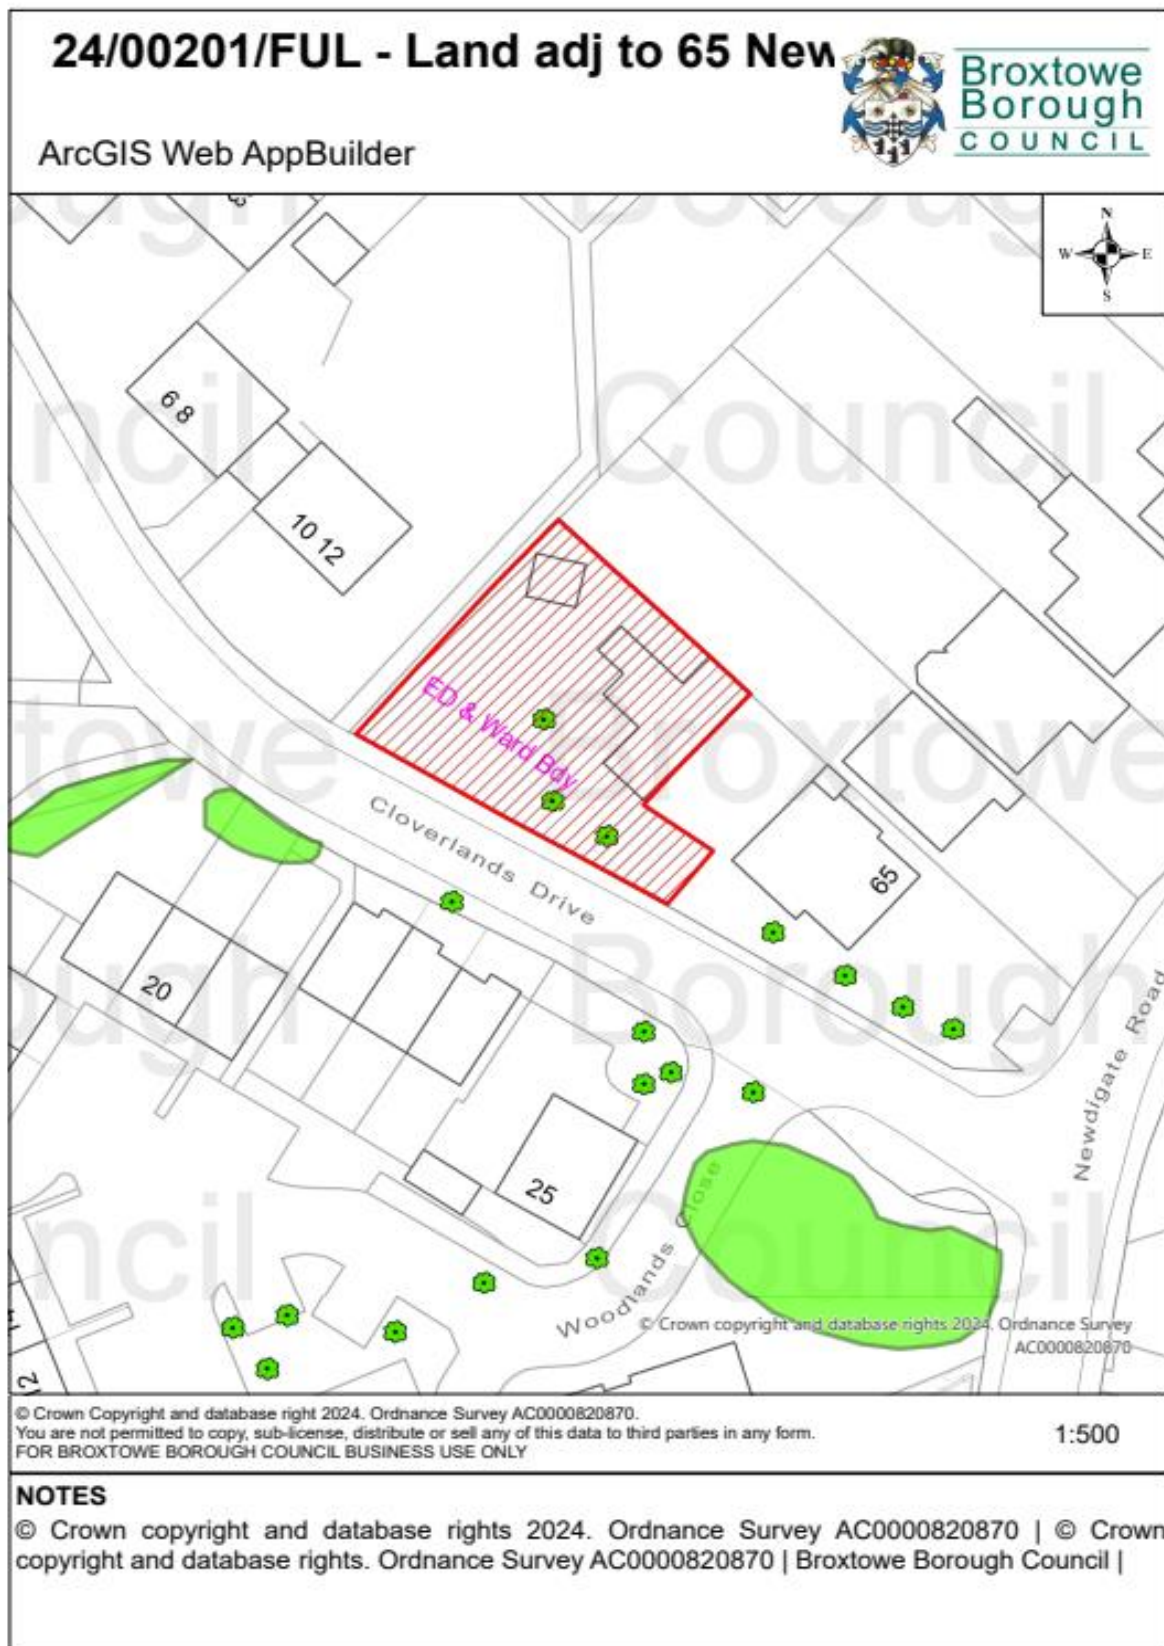 24/00201/FUL - Land adj to 65 New
Broxtowe
Borough
COUNCIL
ArcGIS Web AppBuilder
N
W E
S
6 8
10 12
ED & Ward Bdy
Cloverlands Drive
65
20
25
Newdigate Road
Woodlands Close
© Crown copyright and database rights 2024. Ordnance Survey
AC0000820870
© Crown Copyright and database right 2024. Ordnance Survey AC0000820870.
You are not permitted to copy, sub-license, distribute or sell any of this data to third parties in any form.
FOR BROXTOWE BOROUGH COUNCIL BUSINESS USE ONLY
1:500
NOTES
© Crown copyright and database rights 2024. Ordnance Survey AC0000820870 | © Crown
copyright and database rights. Ordnance Survey AC0000820870 | Broxtowe Borough Council |